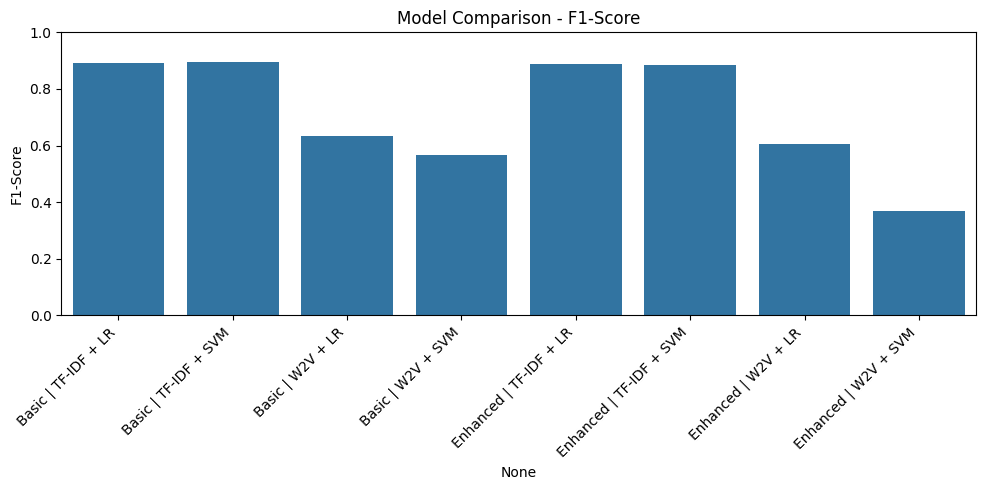 Model Comparison - F1-Score
1.0
0.8
0.6
0.4
0.2
0.0
F1-Score
Basic | TF-IDF + LR
Basic | TF-IDF + SVM
Basic | W2V + LR
Basic | W2V + SVM
Enhanced | TF-IDF + LR
Enhanced | TF-IDF + SVM
Enhanced | W2V + LR
Enhanced | W2V + SVM
None